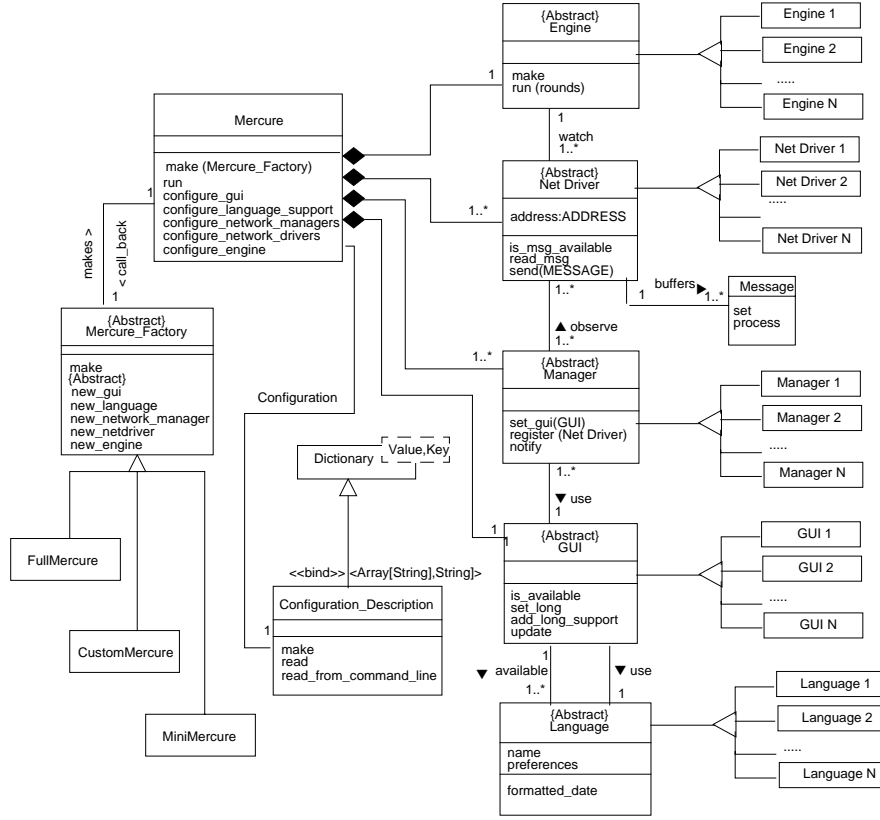 {Abstract}
Engine
make
run (rounds)
Engine 1
Engine 2
.....
Engine N
1
1
watch
1..*
Mercure
make (Mercure_Factory)
run
configure_gui
configure_language_support
configure_network_managers
configure_network_drivers
configure_engine
{Abstract}
Net Driver
address:ADDRESS
is_msg_available
read_msg
send(MESSAGE)
Net Driver 1
Net Driver 2
.....
Net Driver N
1..*
1
makes >
< call_back
1
buffers
1
1..*
Message
set
process
1..*
observe
1..*
{Abstract}
Mercure_Factory
make
{Abstract}
new_gui
new_language
new_network_manager
new_netdriver
new_engine
1..*
{Abstract}
Manager
set_gui(GUI)
register (Net Driver)
notify
Manager 1
Manager 2
.....
Manager N
Configuration
Dictionary
Value,Key
1..*
use
1
1
1
{Abstract}
GUI
is_available
set_long
add_long_support
update
GUI 1
GUI 2
.....
GUI N
FullMercure
CustomMercure
MiniMercure
<<bind>> <Array[String],String]>
Configuration_Description
make
read
read_from_command_line
1
1
available
1..*
use
1
{Abstract}
Language
name
preferences
formatted_date
Language 1
Language 2
.....
Language N